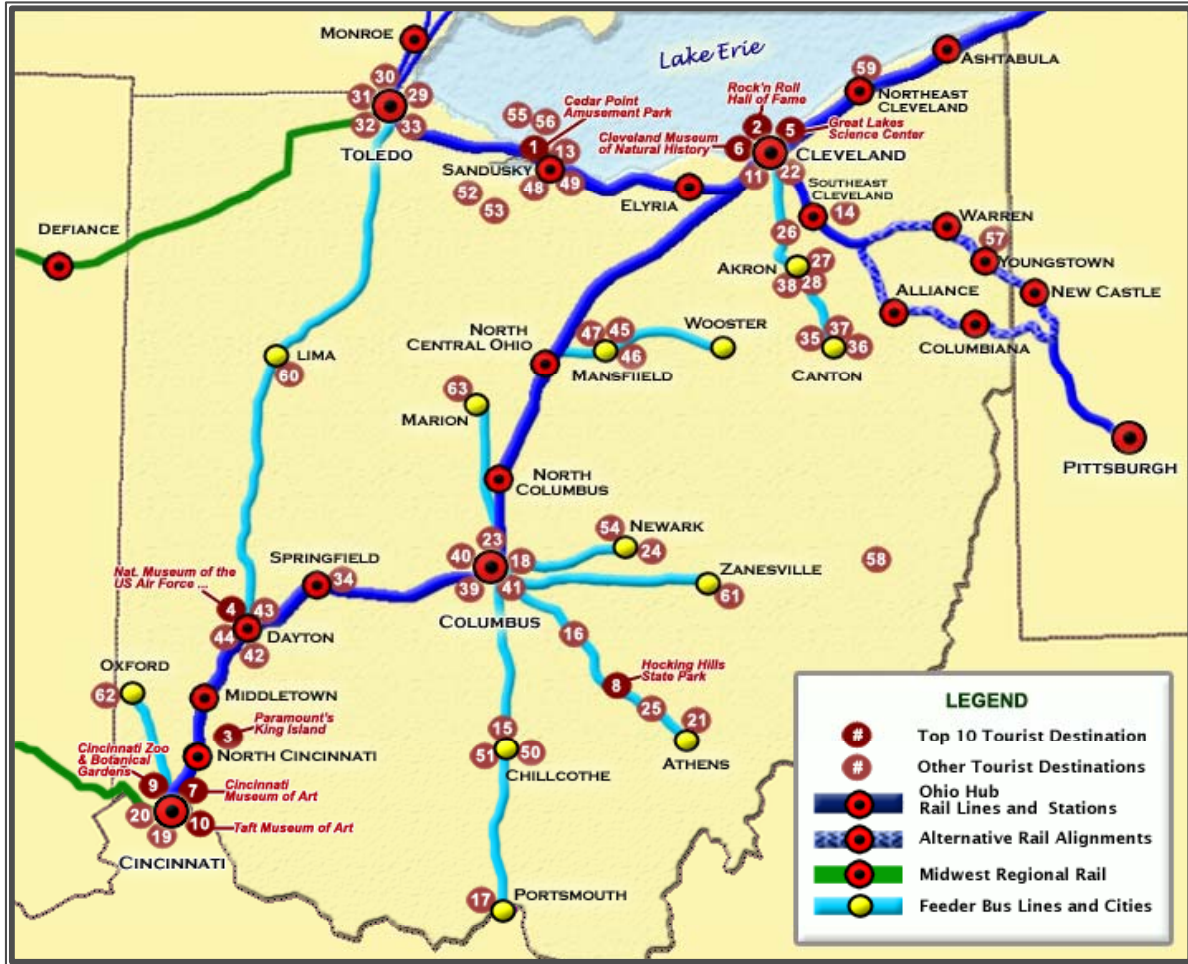 MONROE
Lake Erie
ASHTABULA
30
59
31
29
Rock'n Roll
Hall of Fame
NORTHEAST
CLEVELAND
32
33
55
56
Cedar Point
Amusement Park
2
5
Great Lakes
Science Center
TOLEDO
1
13
Cleveland Museum
of Natural History
6
CLEVELAND
SANDUSKY
48
49
11
22
52
53
ELYRIA
SOUTHEAST
CLEVELAND
14
WARREN
DEFIANCE
26
57
YOUNGSTOWN
AKRON
27
38
28
ALLIANCE
NEW CASTLE
NORTH
CENTRAL OHIO
47
45
WOOSTER
35
37
36
COLUMBIANA
LIMA
60
46
MANSFIIELD
CANTON
63
MARION
PITTSBURGH
NORTH
COLUMBUS
23
54
NEWARK
40
18
24
58
SPRINGFIELD
34
Nat. Museum of the
US Air Force ...
39
41
ZANESVILLE
61
COLUMBUS
4
43
44
42
DAYTON
16
OXFORD
62
8
Hocking Hills
State Park
MIDDLETOWN
25
21
3
Paramount's
King Island
15
Cincinnati Zoo
& Botanical
Gardens
NORTH CINCINNATI
51
50
CHILLCOTHE
ATHENS
9
7
Cincinnati
Museum of Art
20
19
10
Taft Museum of Art
CINCINNATI
17
PORTSMOUTH
LEGEND
# Top 10 Tourist Destination
# Other Tourist Destinations
Ohio Hub
Rail Lines and Stations
Alternative Rail Alignments
Midwest Regional Rail
Feeder Bus Lines and Cities